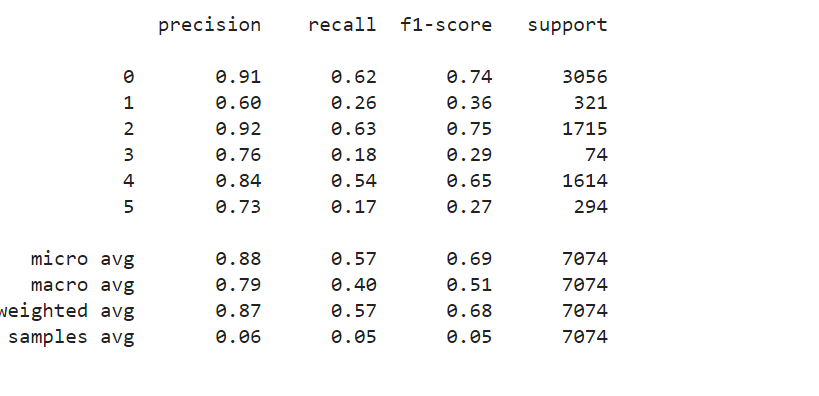 precision recall f1-score support
0 0.91 0.62 0.74 3056
1 0.60 0.26 0.36 321
2 0.92 0.63 0.75 1715
3 0.76 0.18 0.29 74
4 0.84 0.54 0.65 1614
5 0.73 0.17 0.27 294
micro avg 0.88 0.57 0.69 7074
macro avg 0.79 0.40 0.51 7074
weighted avg 0.87 0.57 0.68 7074
samples avg 0.06 0.05 0.05 7074